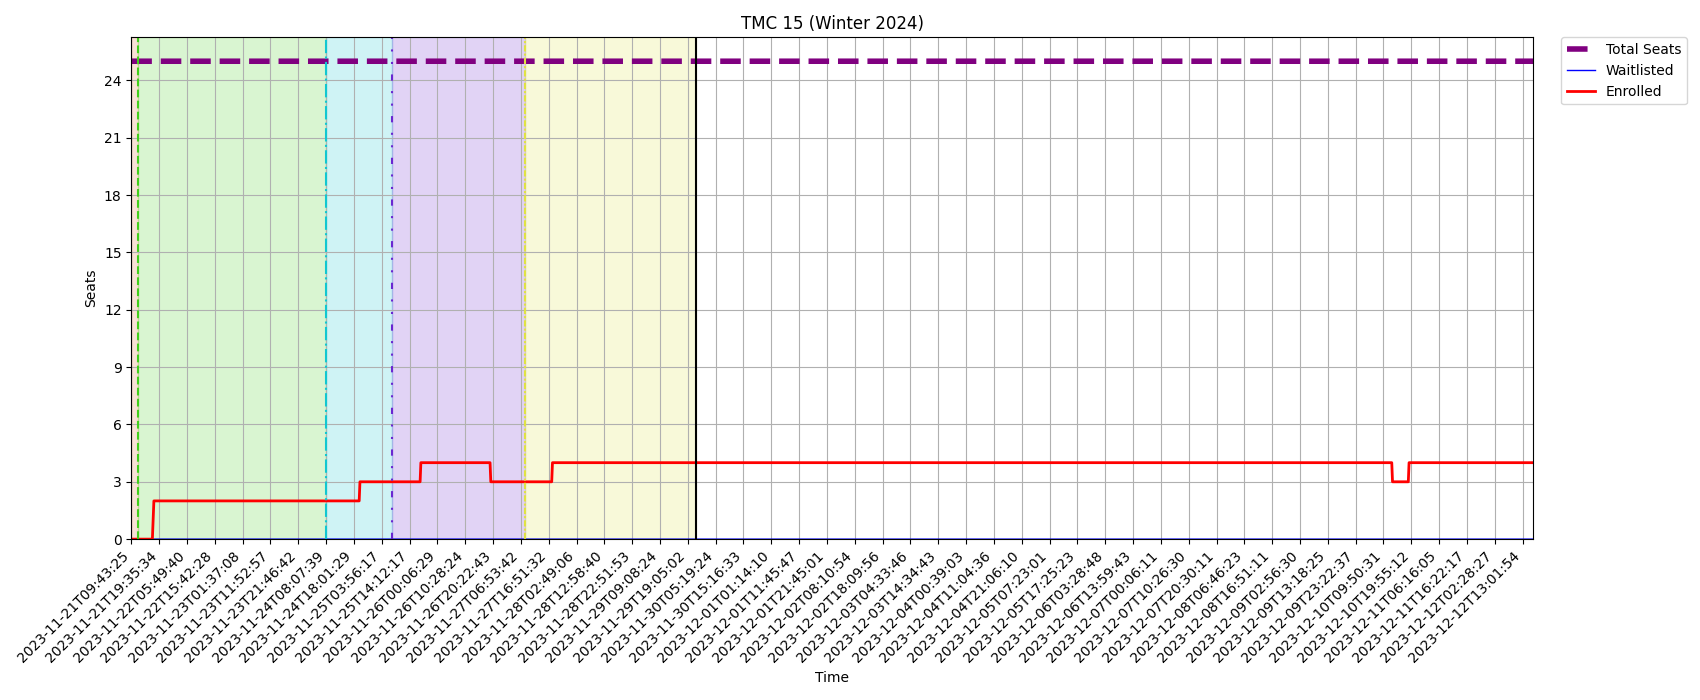 TMC 15 (Winter 2024)
Total Seats
Waitlisted
Enrolled
Seats
24
21
18
15
12
9
6
3
0
2023-11-21T09:43:25
2023-11-21T19:35:34
2023-11-22T05:49:40
2023-11-22T15:42:28
2023-11-23T01:37:08
2023-11-23T11:52:57
2023-11-23T21:46:42
2023-11-24T08:07:39
2023-11-24T18:01:29
2023-11-25T03:56:17
2023-11-25T14:12:17
2023-11-26T00:06:29
2023-11-26T10:28:24
2023-11-26T20:22:43
2023-11-27T06:53:42
2023-11-27T16:51:32
2023-11-28T02:49:06
2023-11-28T12:58:40
2023-11-28T22:51:53
2023-11-29T09:08:24
2023-11-29T19:05:02
2023-11-30T05:19:24
2023-11-30T15:16:33
2023-12-01T01:14:10
2023-12-01T11:45:47
2023-12-01T21:45:01
2023-12-02T08:10:54
2023-12-02T18:09:56
2023-12-03T04:33:46
2023-12-03T14:34:43
2023-12-04T00:39:03
2023-12-04T11:04:36
2023-12-04T21:06:10
2023-12-05T07:23:01
2023-12-05T17:25:23
2023-12-06T03:28:48
2023-12-06T13:59:43
2023-12-07T00:06:11
2023-12-07T10:26:30
2023-12-07T20:30:11
2023-12-08T06:46:23
2023-12-08T16:51:11
2023-12-09T02:56:30
2023-12-09T13:18:25
2023-12-09T23:22:37
2023-12-10T09:50:31
2023-12-10T19:55:12
2023-12-11T06:16:05
2023-12-11T16:22:17
2023-12-12T02:28:27
2023-12-12T13:01:54
Time